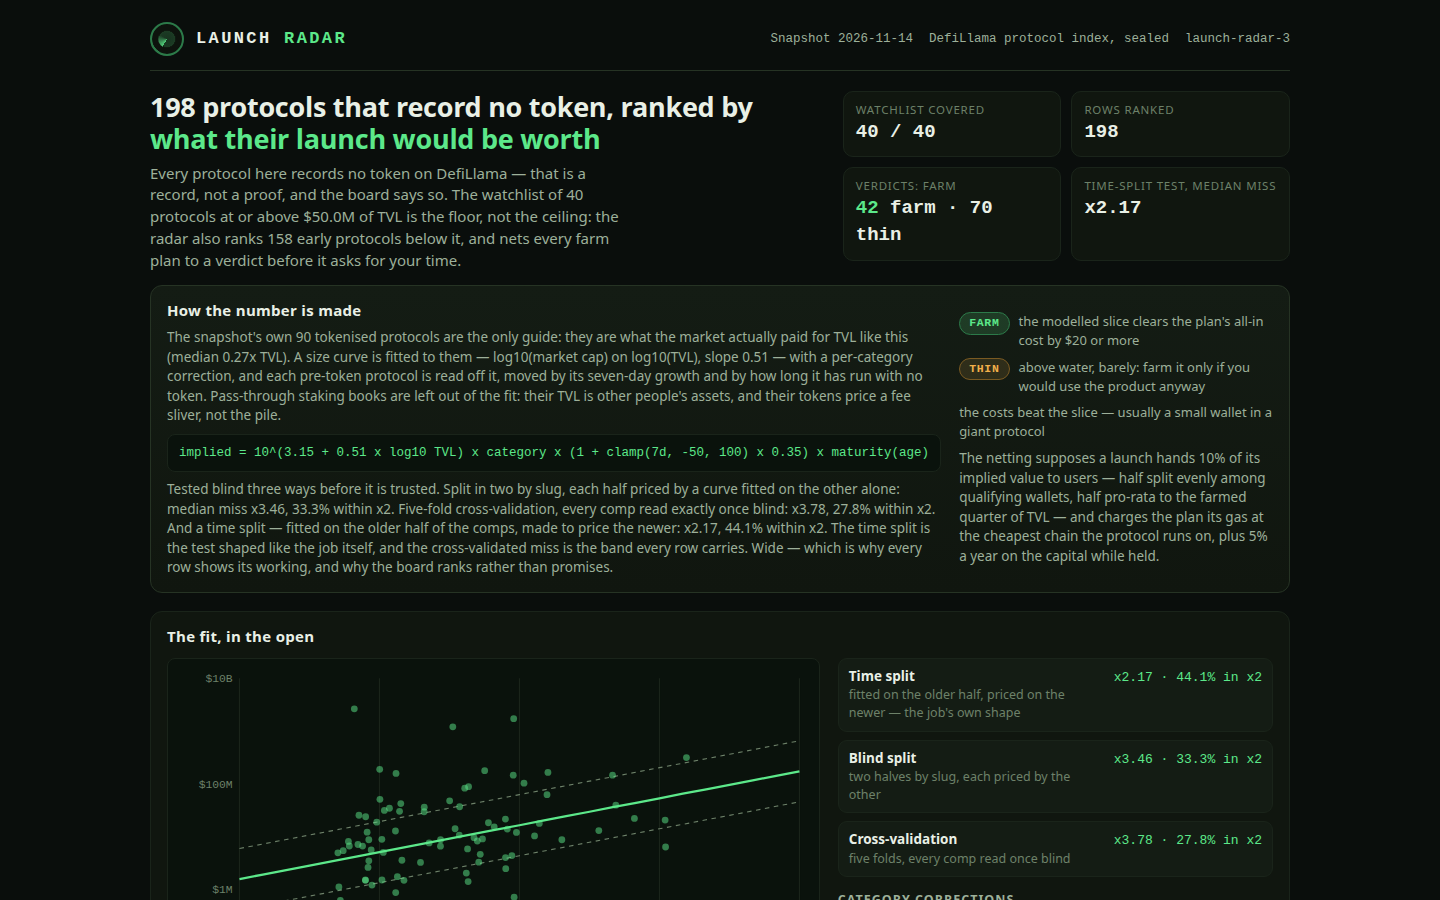 LAUNCH RADAR
Snapshot 2026-11-14 DefiLlama protocol index, sealed launch-radar-3
198 protocols that record no token, ranked by
what their launch would be worth
Every protocol here records no token on DefiLlama — that is a
record, not a proof, and the board says so. The watchlist of 40
protocols at or above $50.0M of TVL is the floor, not the ceiling: the
radar also ranks 158 early protocols below it, and nets every farm
plan to a verdict before it asks for your time.
WATCHLIST COVERED
40 / 40
ROWS RANKED
198
VERDICTS: FARM
42 farm · 70
thin
TIME-SPLIT TEST, MEDIAN MISS
x2.17
How the number is made
The snapshot's own 90 tokenised protocols are the only guide: they are what the market actually paid for TVL like this
(median 0.27x TVL). A size curve is fitted to them — log10(market cap) on log10(TVL), slope 0.51 — with a per-category
correction, and each pre-token protocol is read off it, moved by its seven-day growth and by how long it has run with no
token. Pass-through staking books are left out of the fit: their TVL is other people's assets, and their tokens price a fee
sliver, not the pile.
implied = 10^(3.15 + 0.51 x log10 TVL) x category x (1 + clamp(7d, -50, 100) x 0.35) x maturity(age)
Tested blind three ways before it is trusted. Split in two by slug, each half priced by a curve fitted on the other alone:
median miss x3.46, 33.3% within x2. Five-fold cross-validation, every comp read exactly once blind: x3.78, 27.8% within x2.
And a time split — fitted on the older half of the comps, made to price the newer: x2.17, 44.1% within x2. The time split is
the test shaped like the job itself, and the cross-validated miss is the band every row carries. Wide — which is why every
row shows its working, and why the board ranks rather than promises.
FARM the modelled slice clears the plan's all-in
cost by $20 or more
THIN above water, barely: farm it only if you
would use the product anyway
the costs beat the slice — usually a small wallet in a
giant protocol
The netting supposes a launch hands 10% of its
implied value to users — half split evenly among
qualifying wallets, half pro-rata to the farmed
quarter of TVL — and charges the plan its gas at
the cheapest chain the protocol runs on, plus 5%
a year on the capital while held.
The fit, in the open
$10B
$100M
$1M
Time split x2.17 · 44.1% in x2
fitted on the older half, priced on the
newer — the job's own shape
Blind split x3.46 · 33.3% in x2
two halves by slug, each priced by the
other
Cross-validation x3.78 · 27.8% in x2
five folds, every comp read once blind
CATEGORY CORRECTIONS